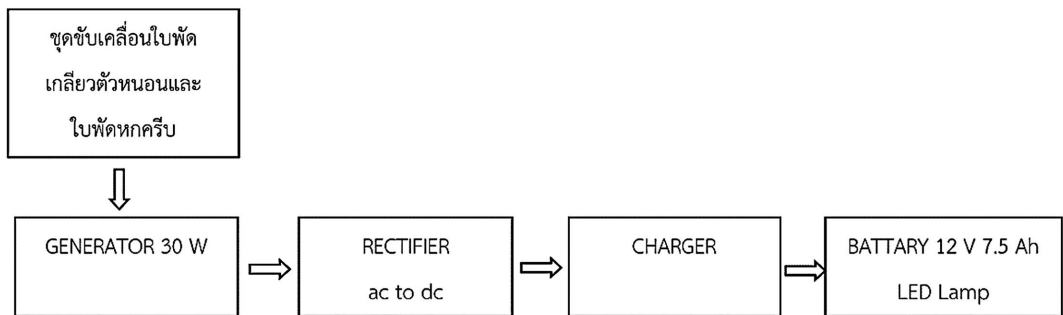 ชุดขับเคลื่อนใบพัด
เกลียวตัวหนอนและ
ใบพัดหกครีบ
GENERATOR 30 W
RECTIFIER
ac to dc
CHARGER
BATTARY 12 V 7.5 Ah
LED Lamp